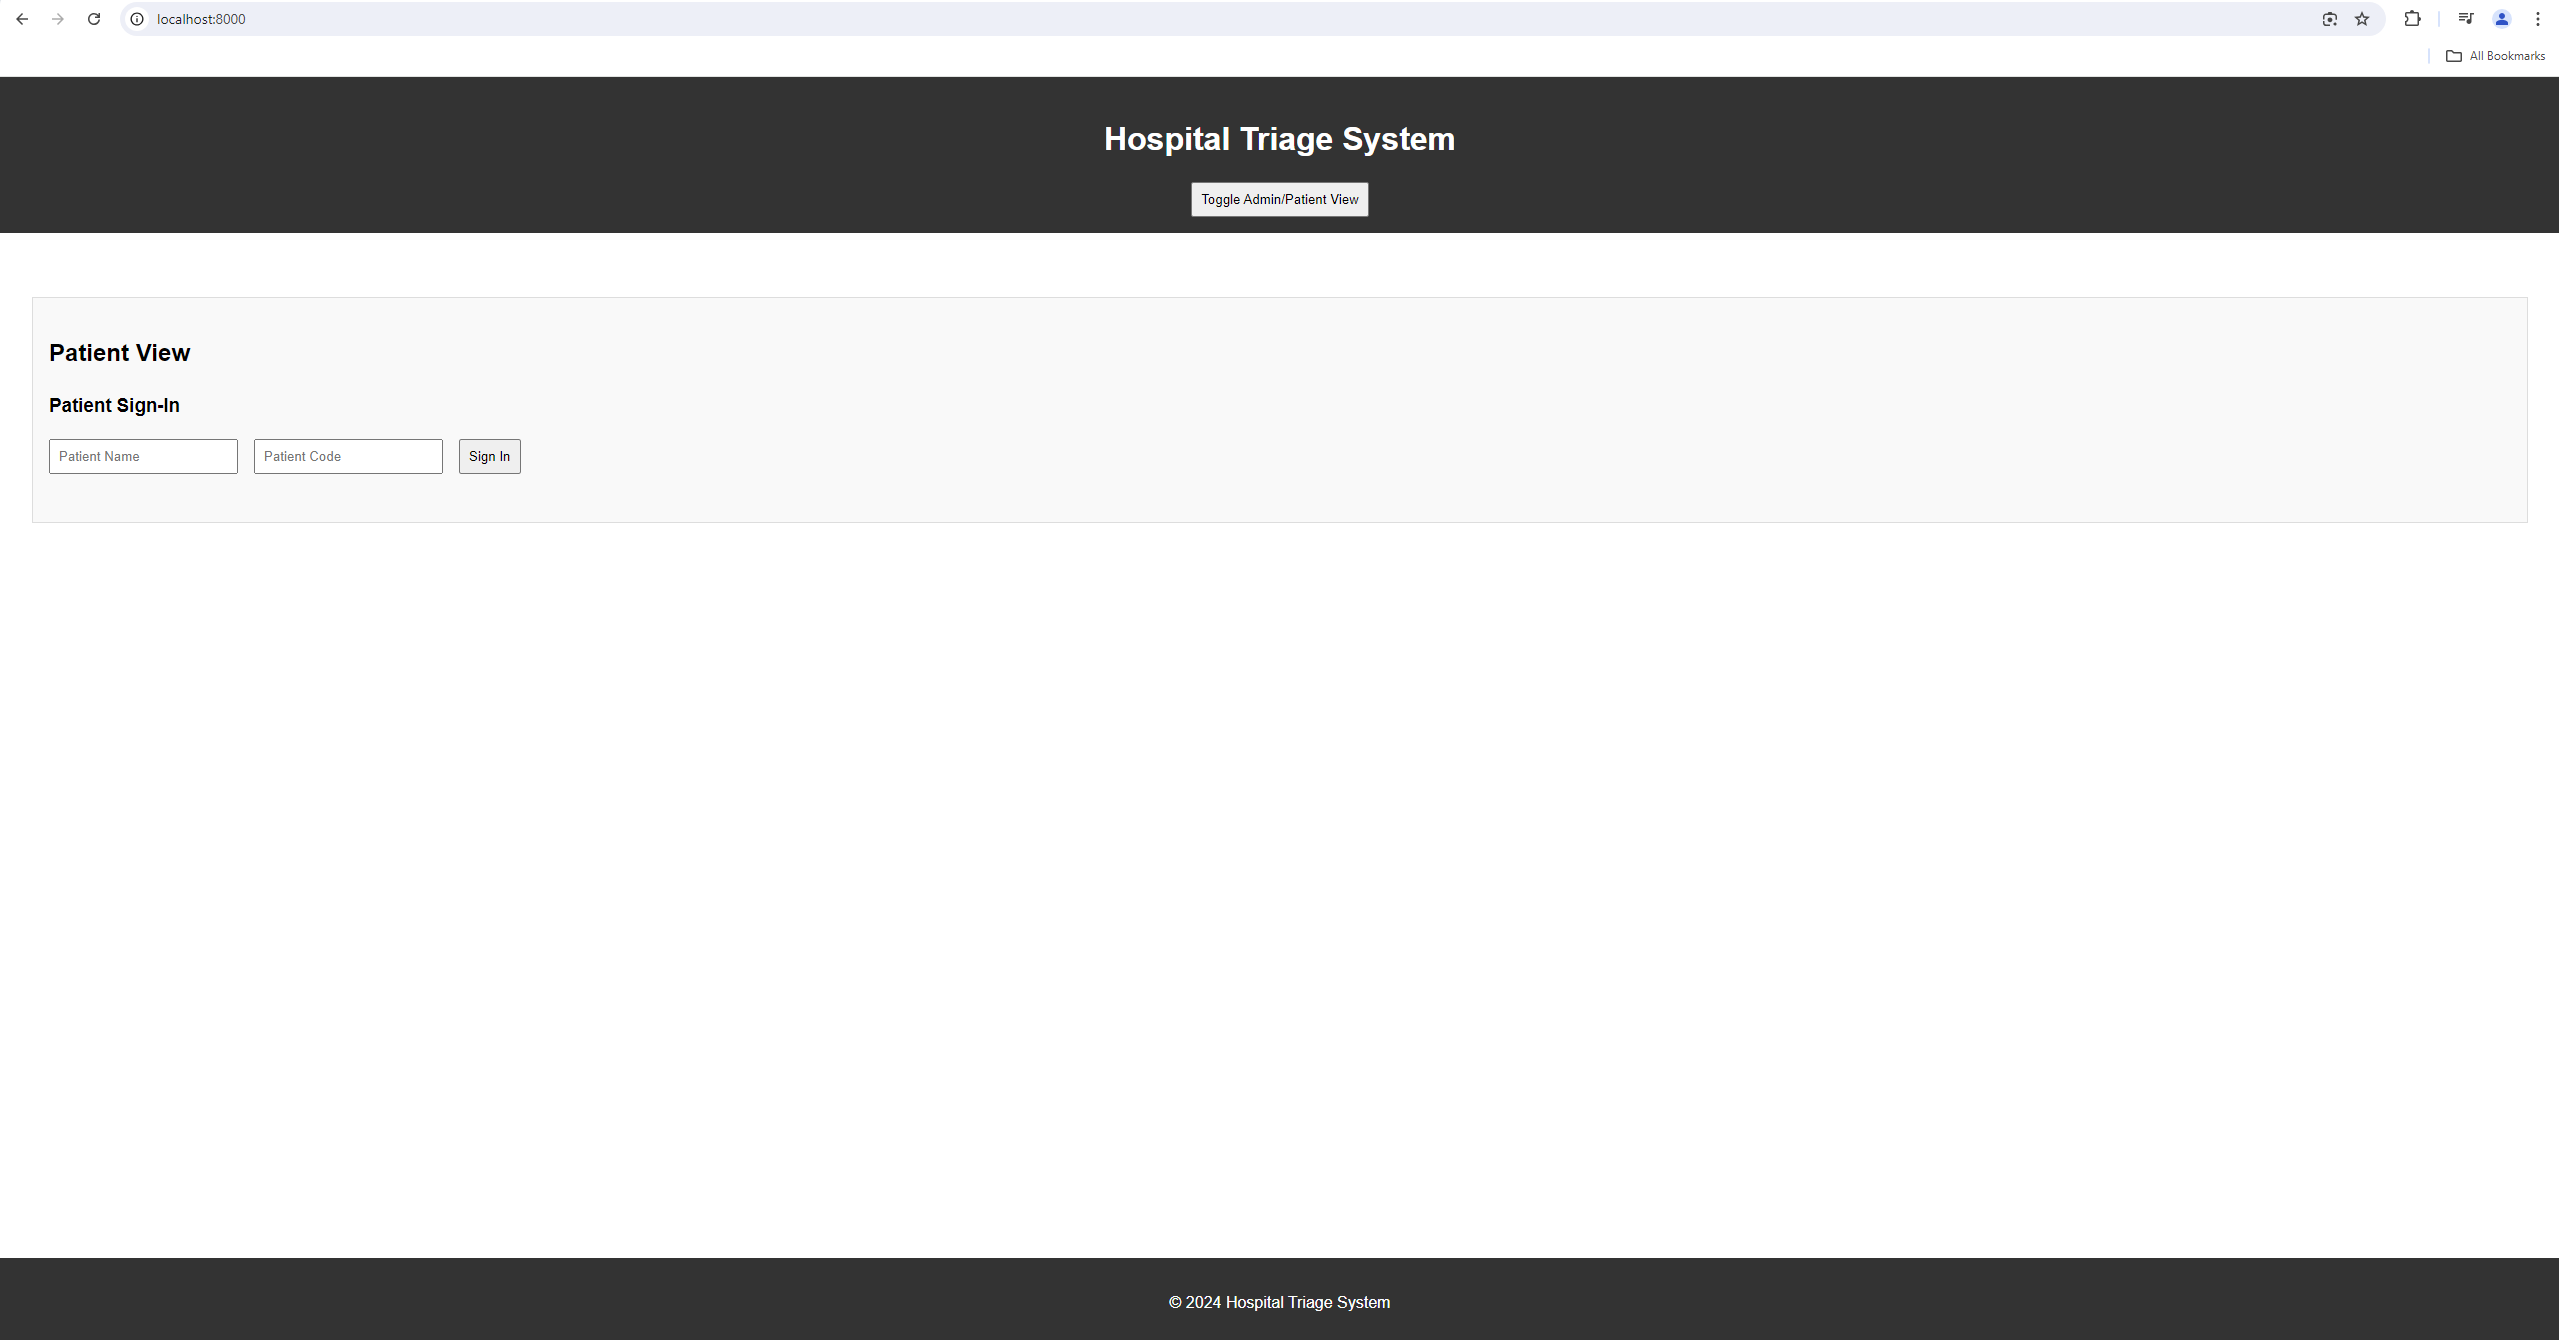 localhost:8000
All Bookmarks
Hospital Triage System
Toggle Admin/Patient View
Patient View
Patient Sign-In
Patient Name Patient Code Sign In
© 2024 Hospital Triage System